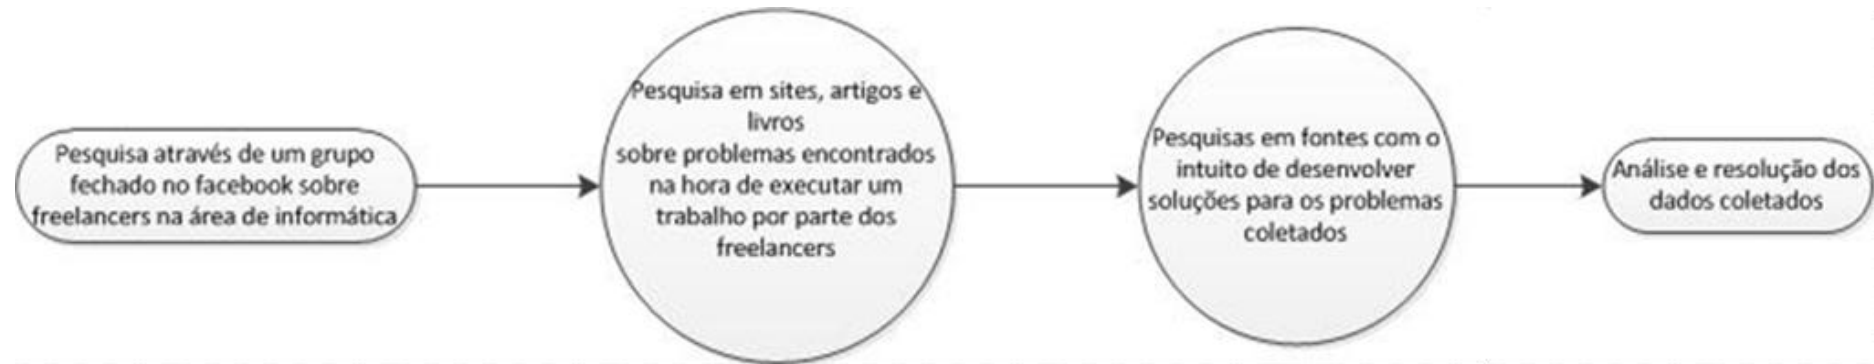 Pesquisa através de um grupo
fechado no facebook sobre
freelancers na área de informática
Pesquisa em sites, artigos e
livros
sobre problemas encontrados
na hora de executar um
trabalho por parte dos
freelancers
Pesquisas em fontes com o
intuito de desenvolver
soluções para os problemas
coletados
Análise e resolução dos
dados coletados